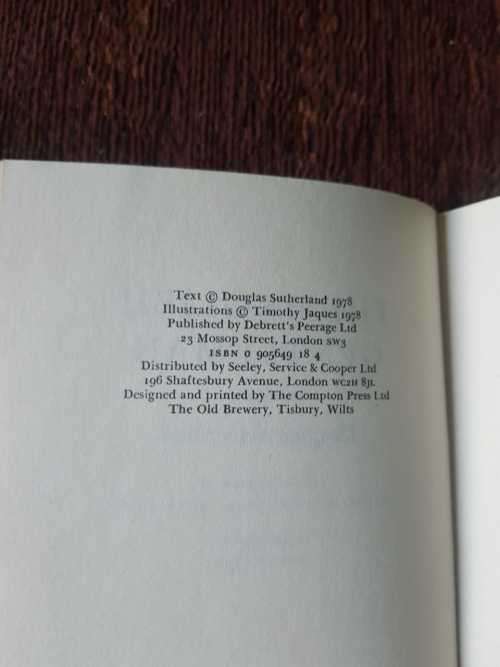 Text © Douglas Sutherland 1978
Illustrations © Timothy Jaques 1978
Published by Debrett's Peerage Ltd
23 Mossop Street, London SW3
ISBN 0 905649 18 4
Distributed by Seeley, Service & Cooper Ltd
196 Shaftesbury Avenue, London WC2H 8JL
Designed and printed by The Compton Press Ltd
The Old Brewery, Tisbury, Wilts